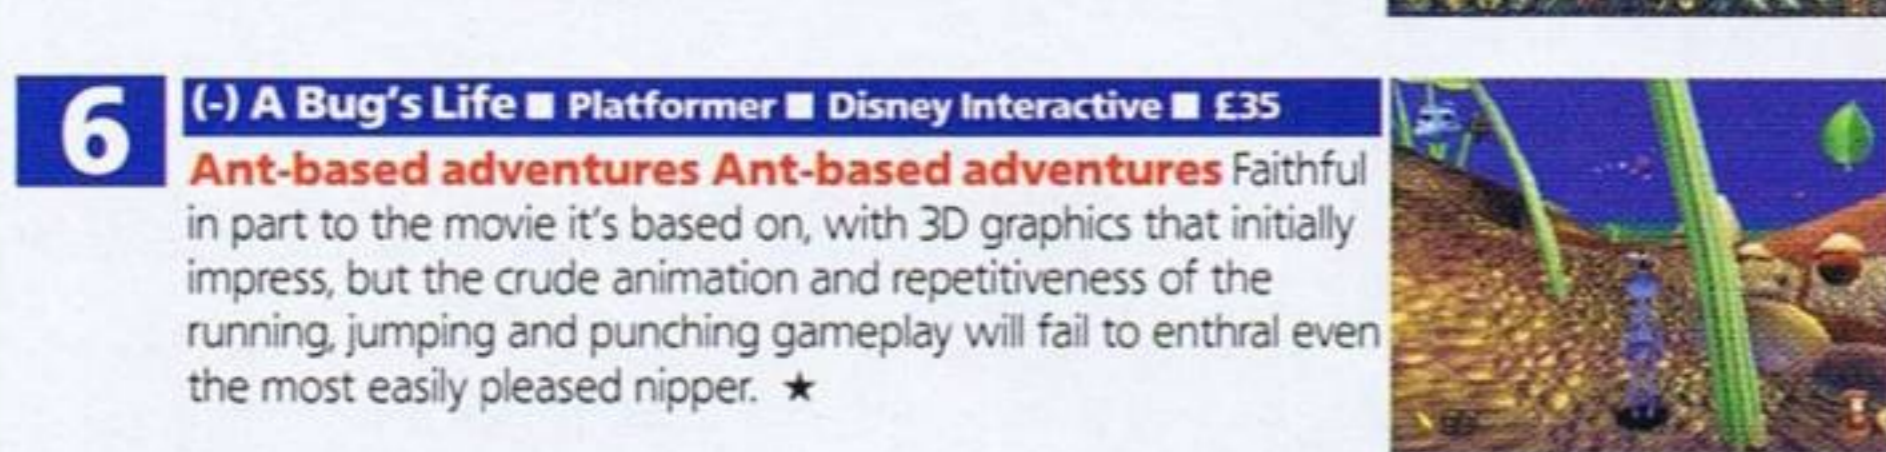 6
(-) A Bug's Life ■ Platformer ■ Disney Interactive ■ £35
Ant-based adventures Ant-based adventures Faithful
in part to the movie it's based on, with 3D graphics that initially
impress, but the crude animation and repetitiveness of the
running, jumping and punching gameplay will fail to enthral even
the most easily pleased nipper. ★